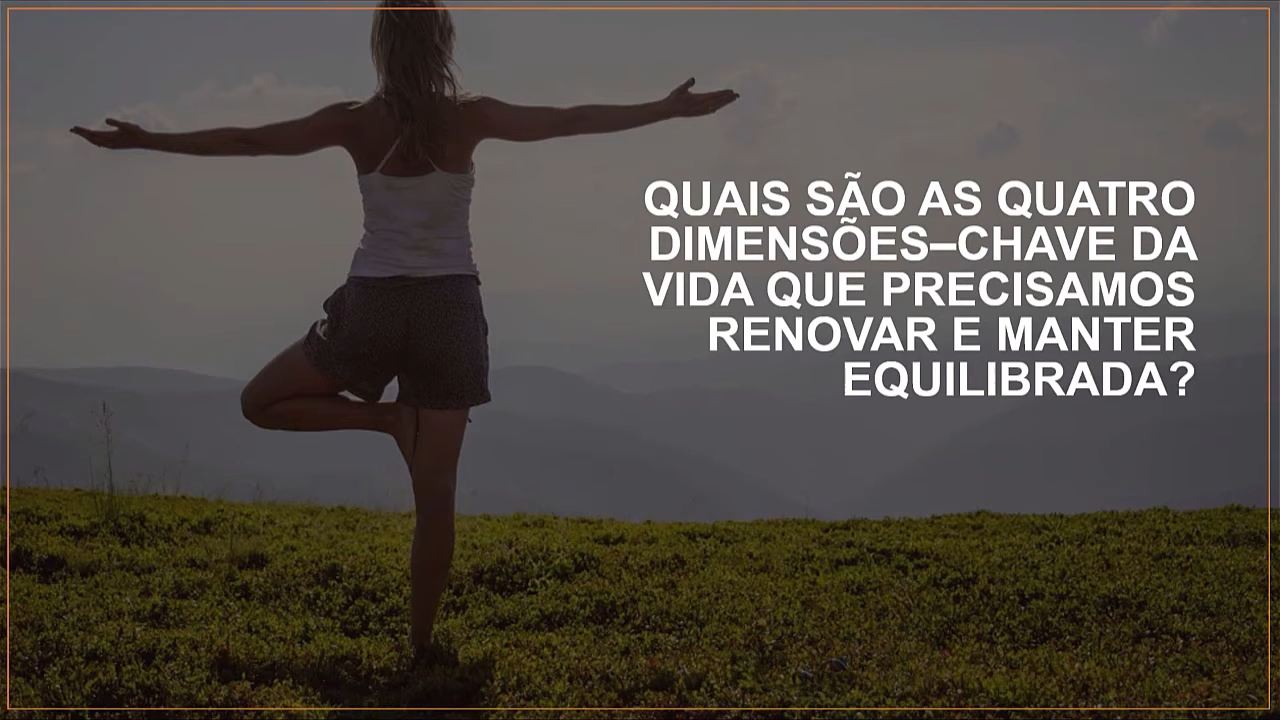 QUAIS SÃO AS QUATRO
DIMENSÕES–CHAVE DA
VIDA QUE PRECISAMOS
RENOVAR E MANTER
EQUILIBRADA?